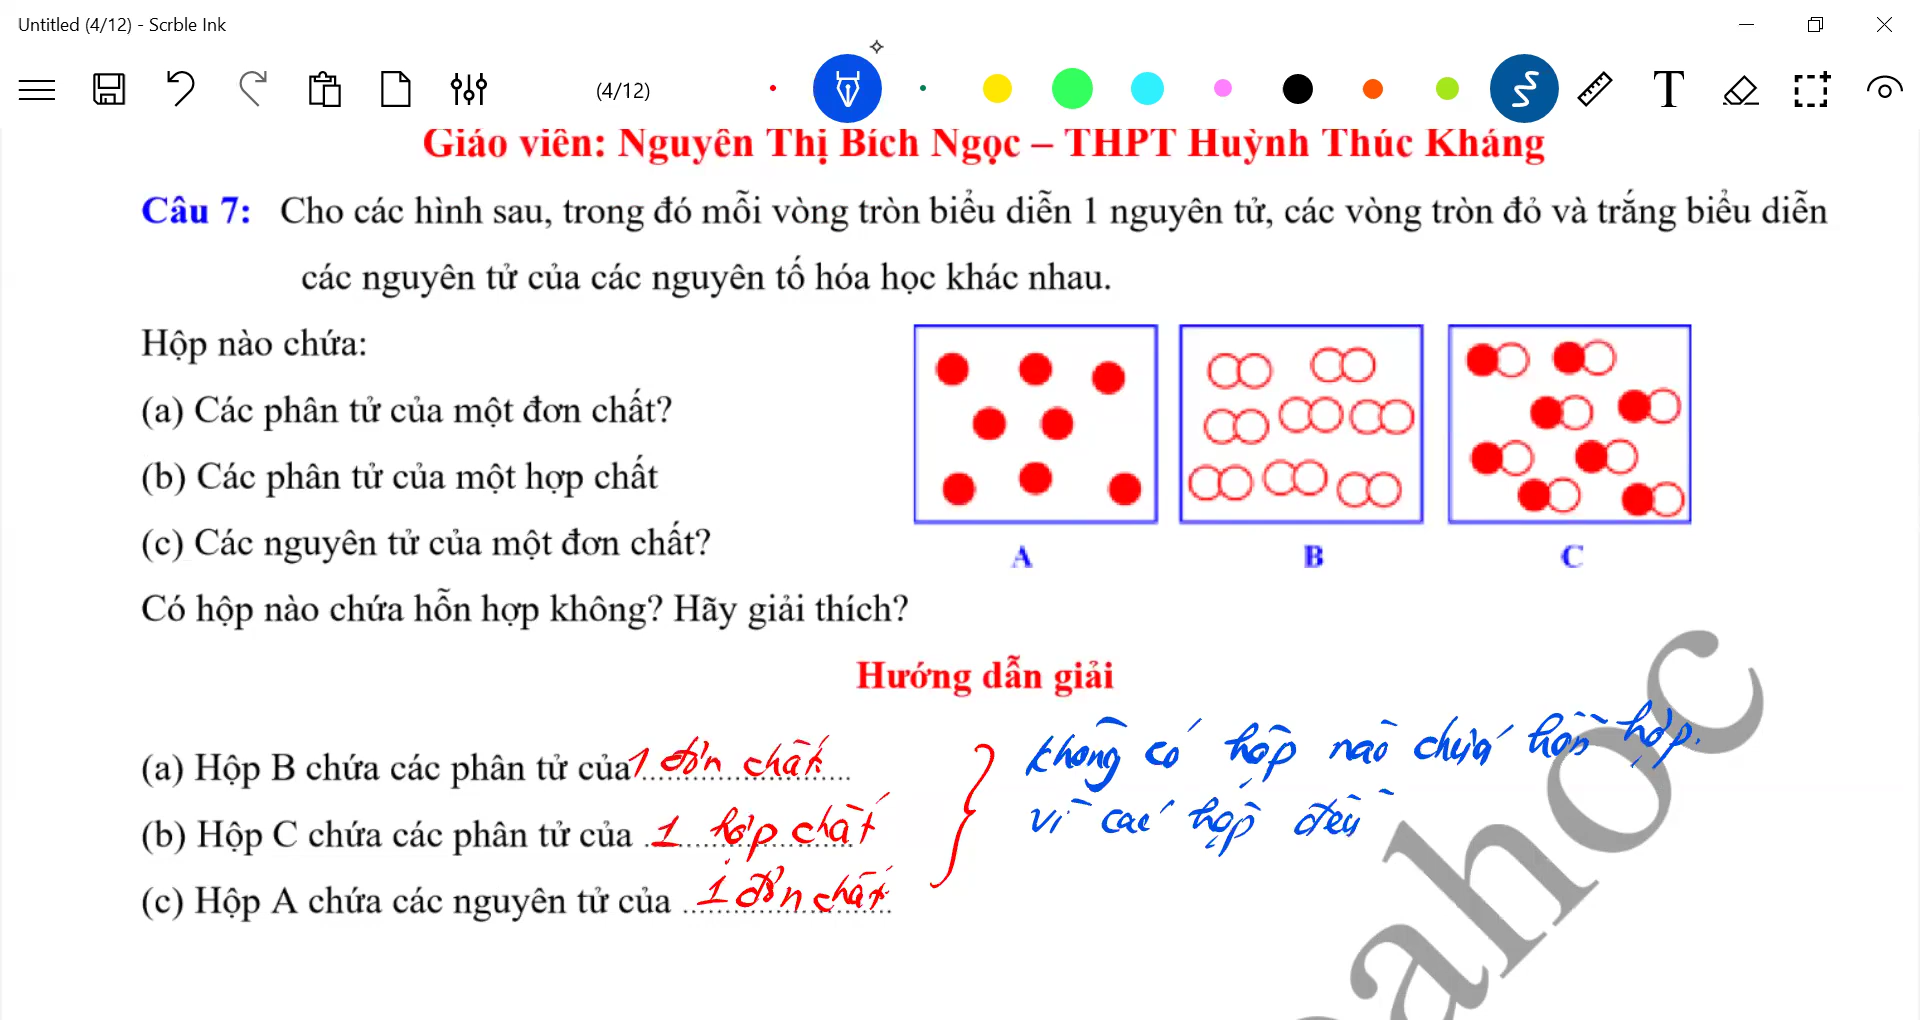 Untitled (4/12) - Scrble Ink
(4/12)
T
Giáo viên: Nguyễn Thị Bích Ngọc – THPT Huỳnh Thúc Kháng
Câu 7: Cho các hình sau, trong đó mỗi vòng tròn biểu diễn 1 nguyên tử, các vòng tròn đỏ và trắng biểu diễn
các nguyên tử của các nguyên tố hóa học khác nhau.
Hộp nào chứa:
(a) Các phân tử của một đơn chất?
(b) Các phân tử của một hợp chất
(c) Các nguyên tử của một đơn chất?
A B C
Có hộp nào chứa hỗn hợp không? Hãy giải thích?
Hướng dẫn giải
(a) Hộp B chứa các phân tử của 1 đơn chất
(b) Hộp C chứa các phân tử của 1 hợp chất
(c) Hộp A chứa các nguyên tử của 1 đơn chất
không có hộp nào chứa hỗn hợp.
vì các hộp đều
ahoc